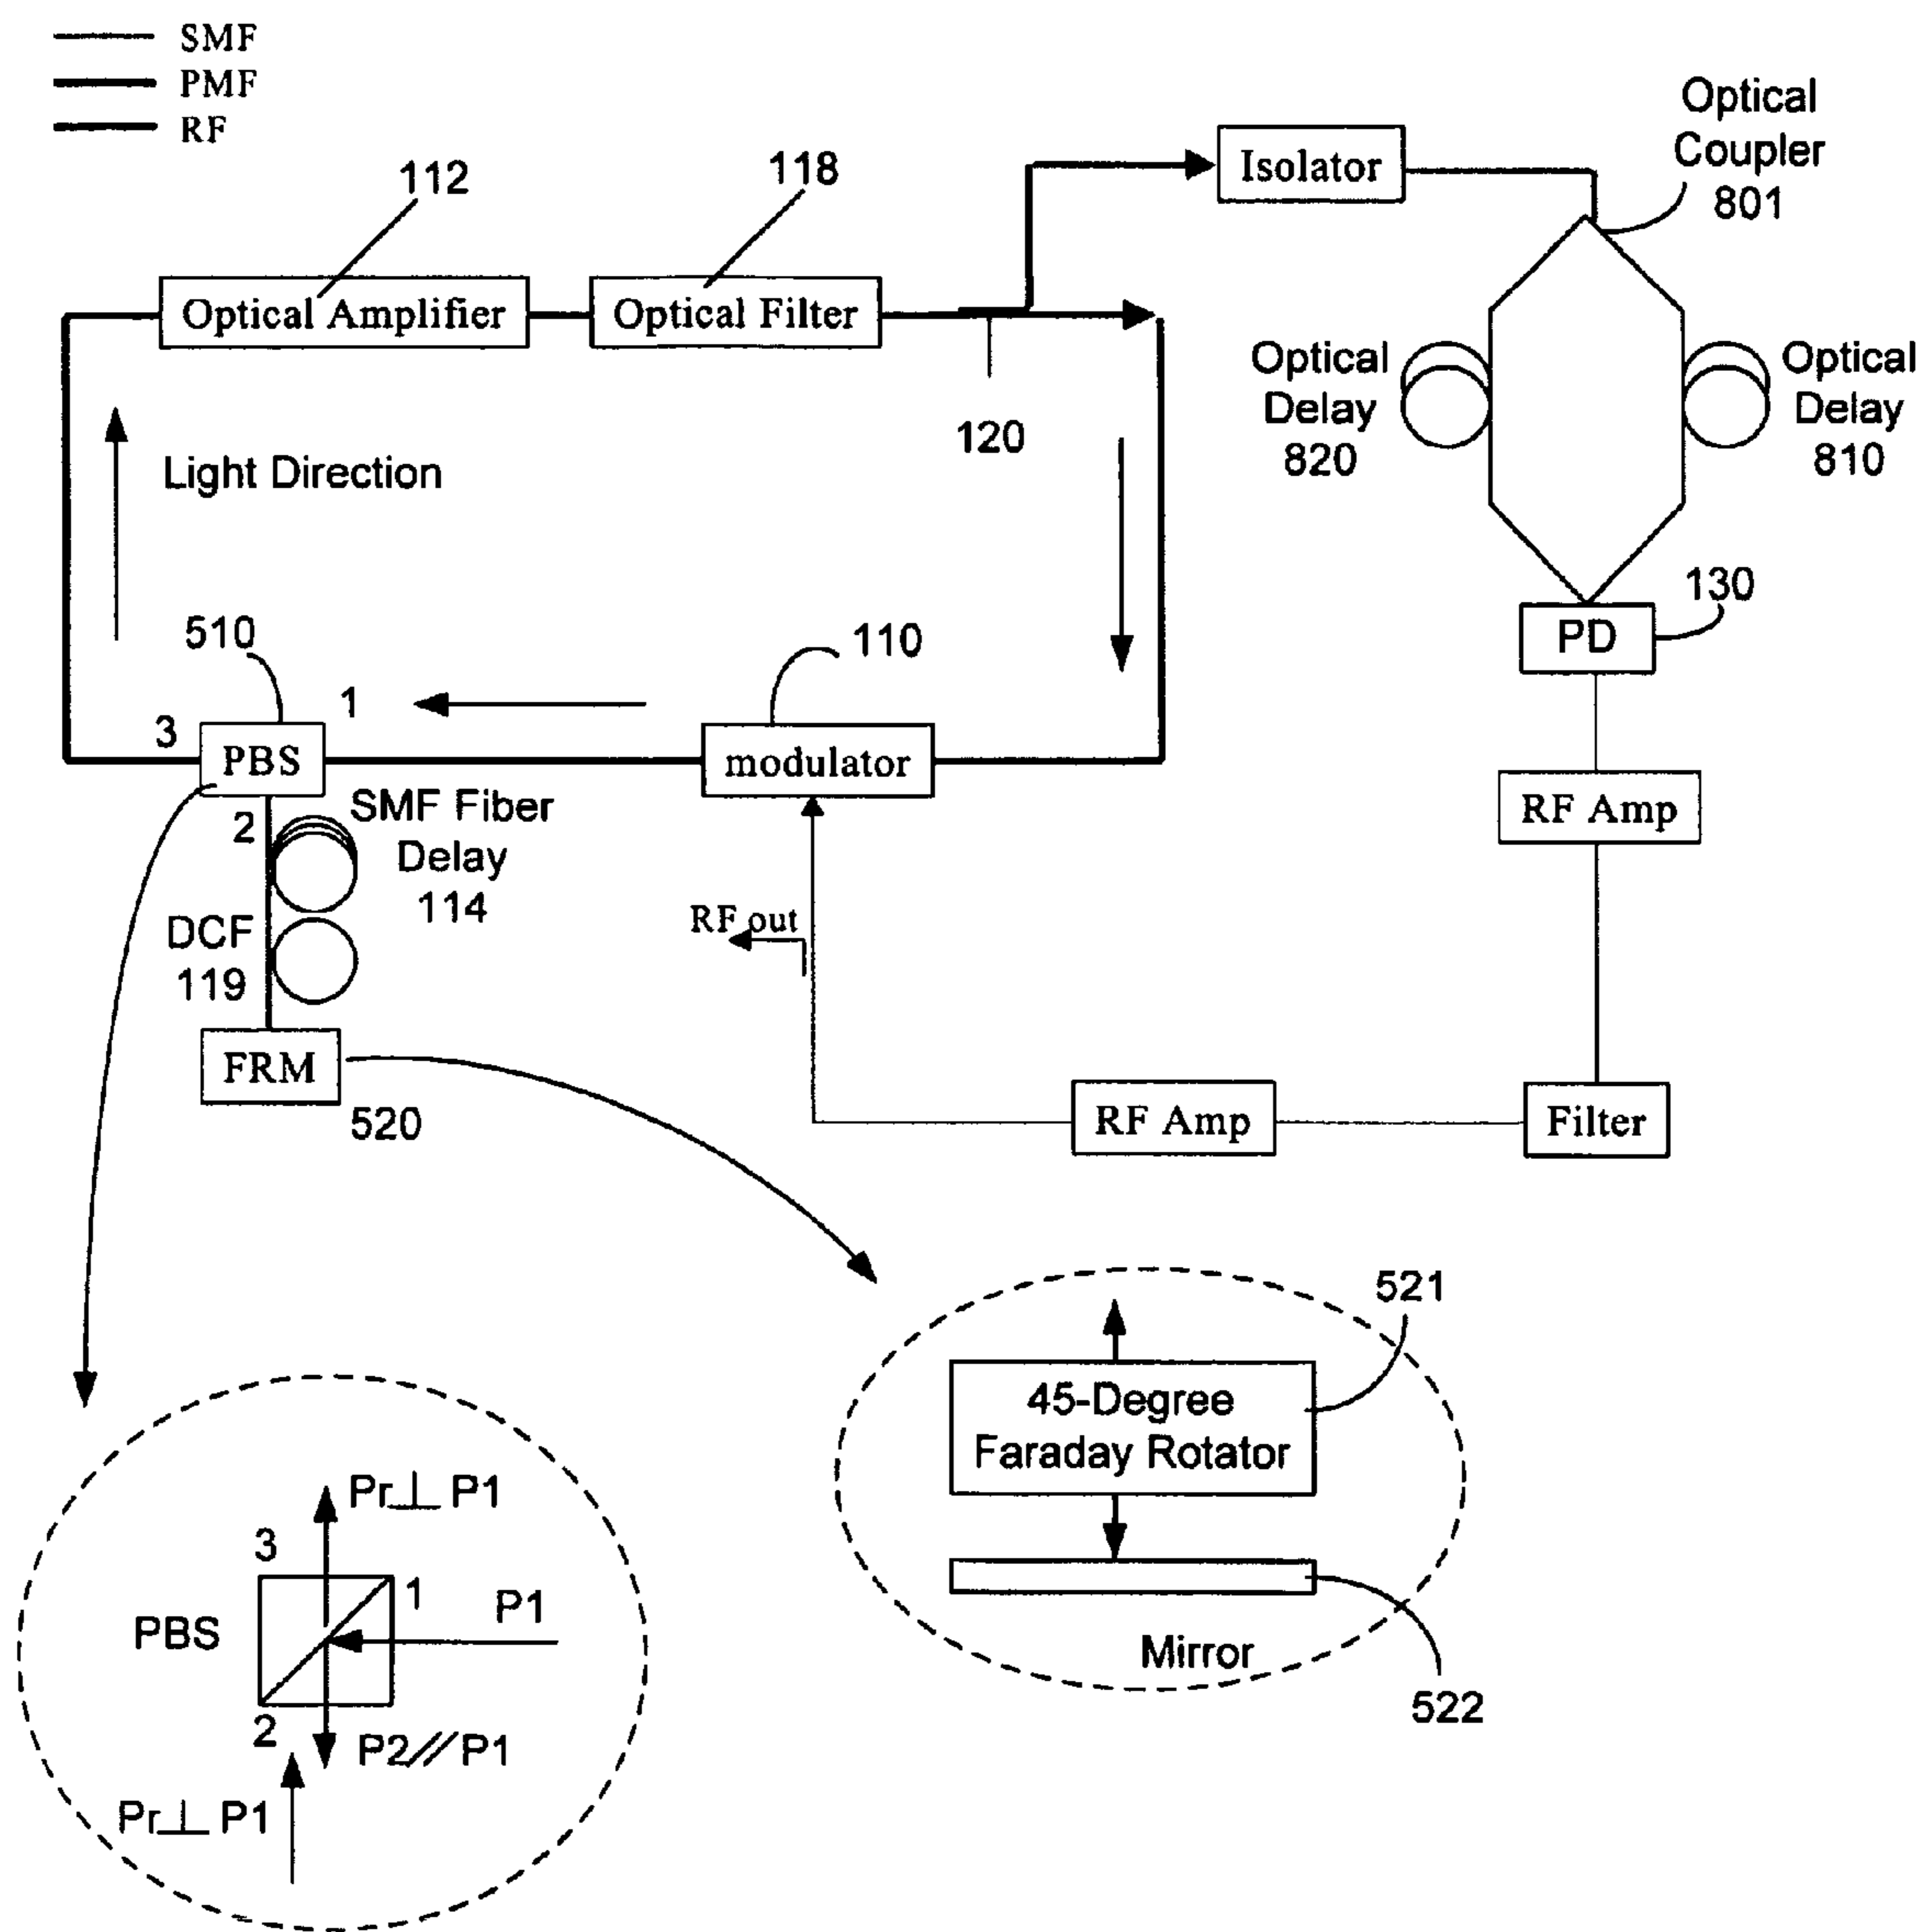 SMF
PMF
RF
Optical
Coupler
801
112
118
Isolator
Optical Amplifier
Optical Filter
Optical
Delay
820
Optical
Delay
810
120
Light Direction
130
PD
510
110
1
3
PBS
modulator
2
SMF Fiber
Delay
114
RF Amp
RF out
DCF
119
FRM
520
RF Amp
Filter
521
45-Degree
Faraday Rotator
Pr⊥P1
3
1
P1
PBS
2
P2//P1
Pr⊥P1
Mirror
522